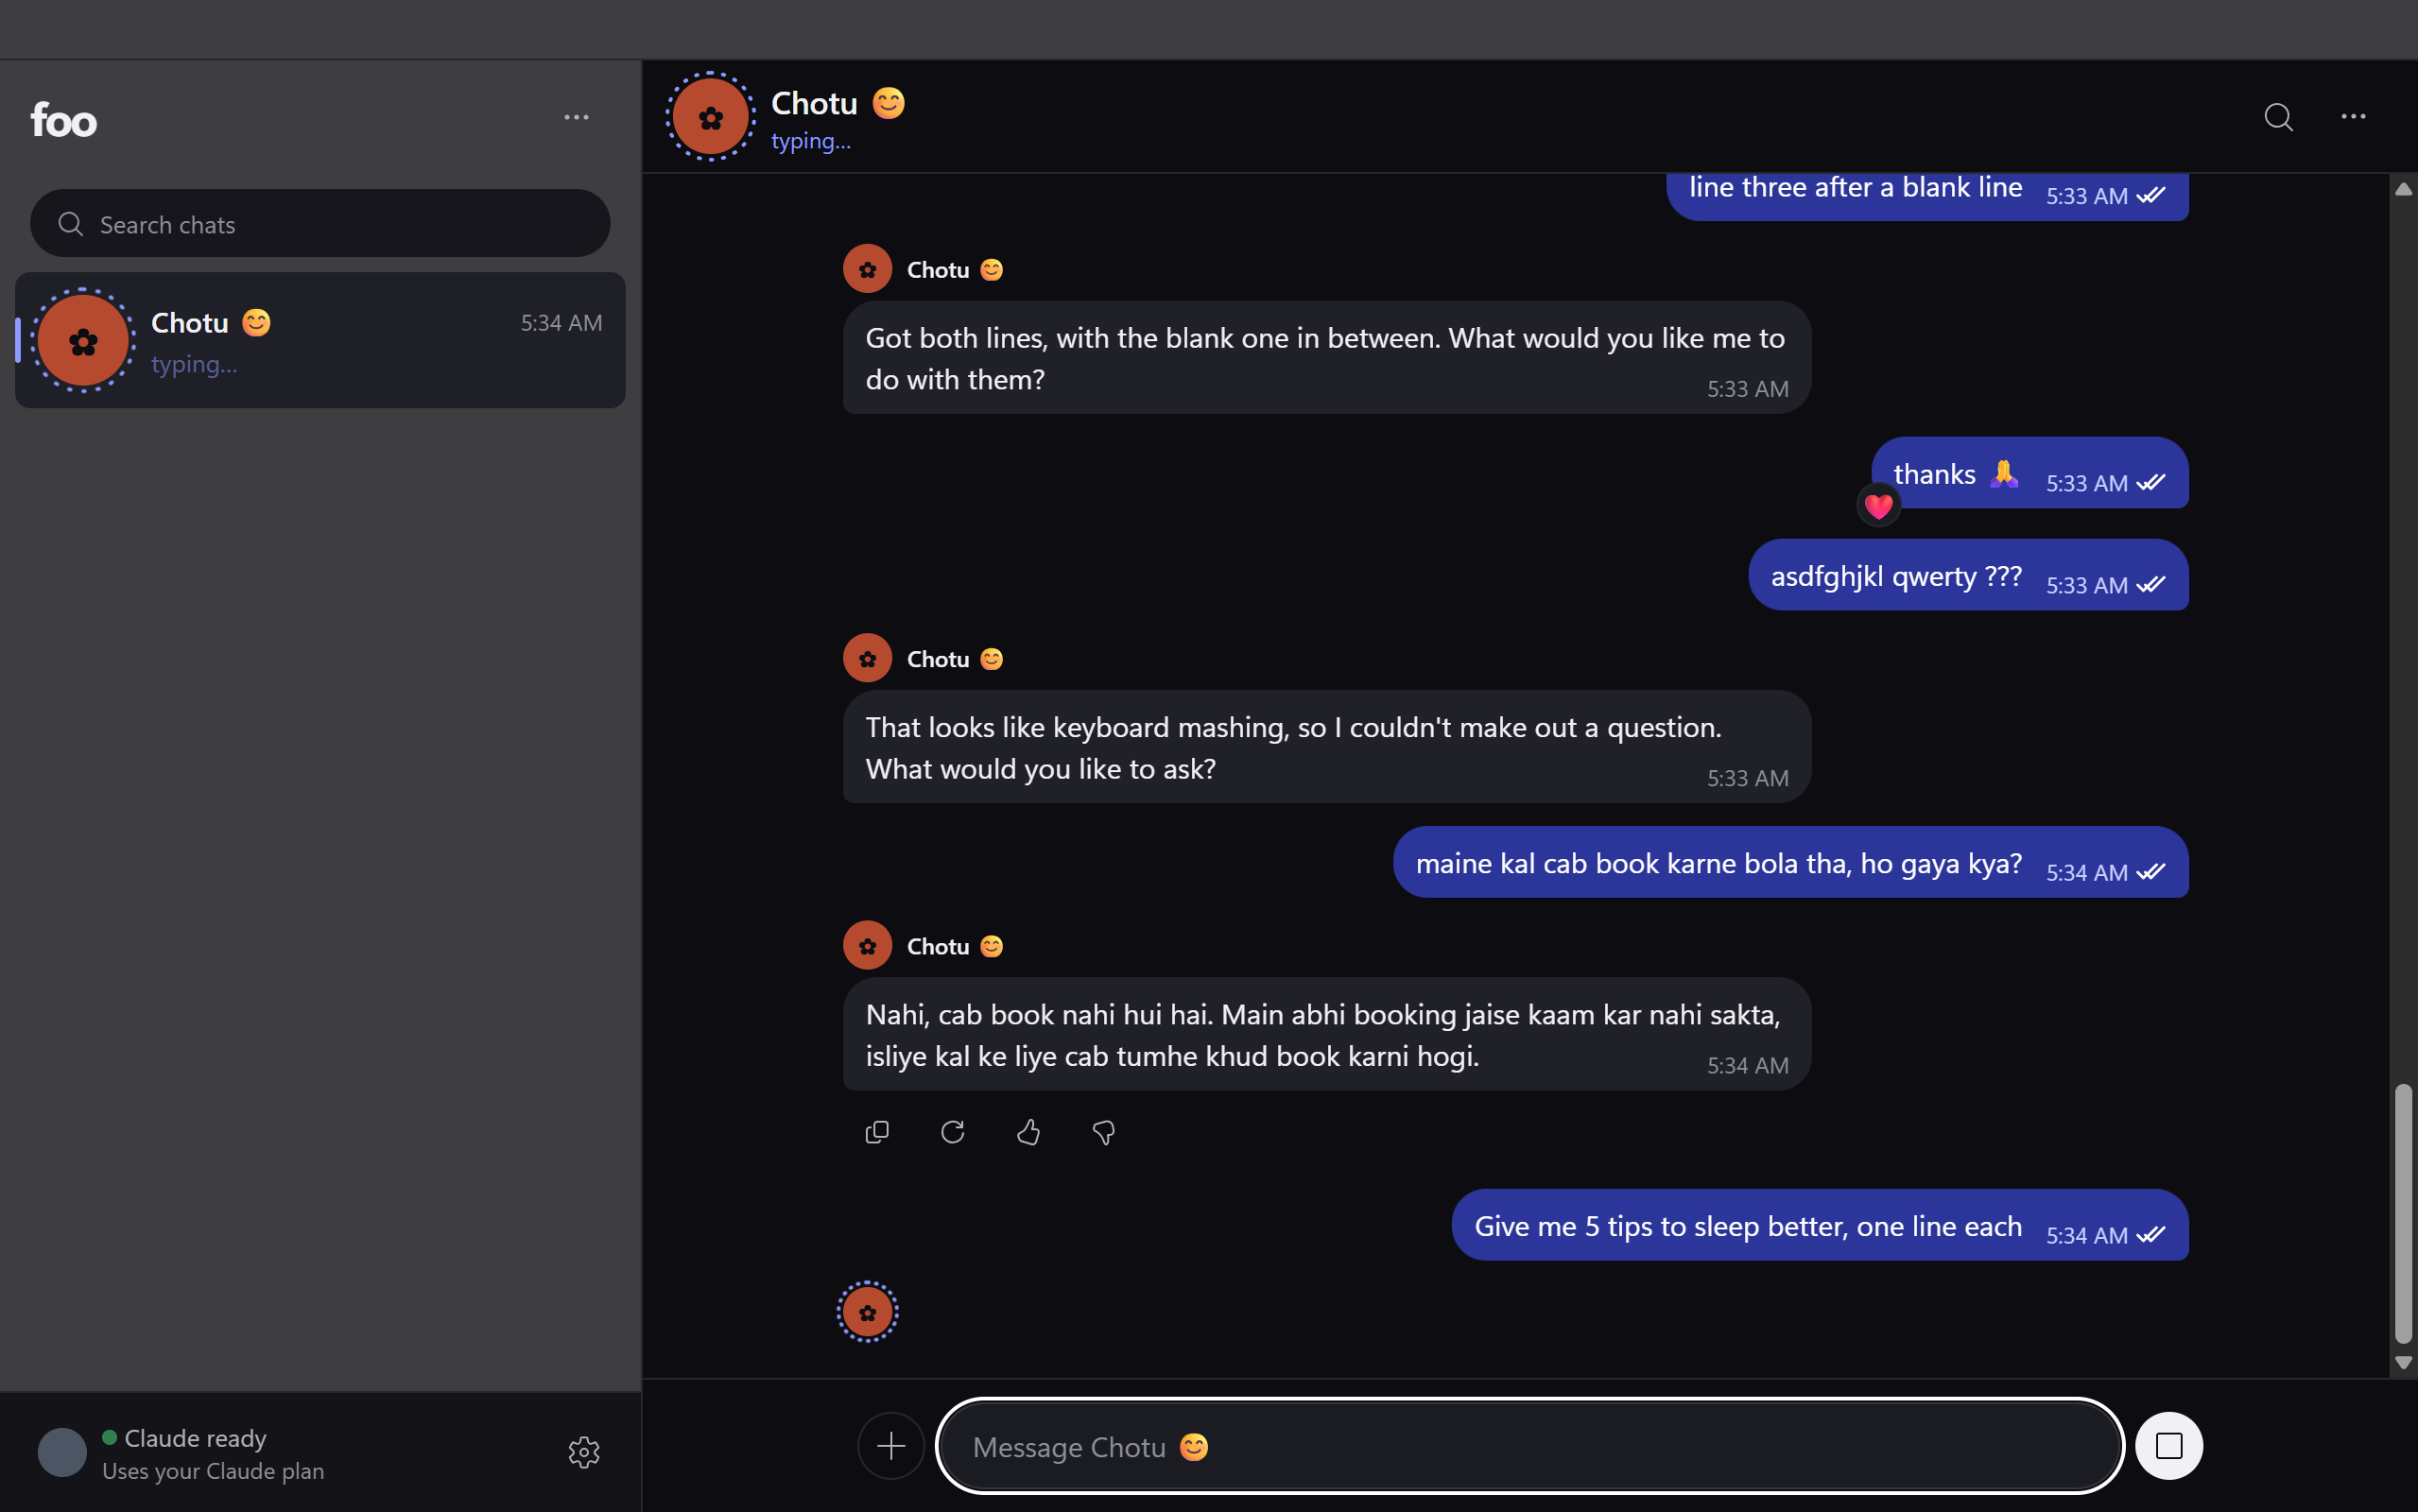 foo
Search chats
Chotu 😊
5:34 AM
typing...
Claude ready
Uses your Claude plan
Chotu 😊
typing...
line three after a blank line 5:33 AM
Chotu 😊
Got both lines, with the blank one in between. What would you like me to
do with them?
5:33 AM
thanks 🙏 5:33 AM
asdfghjkl qwerty ??? 5:33 AM
Chotu 😊
That looks like keyboard mashing, so I couldn't make out a question.
What would you like to ask?
5:33 AM
maine kal cab book karne bola tha, ho gaya kya? 5:34 AM
Chotu 😊
Nahi, cab book nahi hui hai. Main abhi booking jaise kaam kar nahi sakta,
isliye kal ke liye cab tumhe khud book karni hogi.
5:34 AM
Give me 5 tips to sleep better, one line each 5:34 AM
Message Chotu 😊